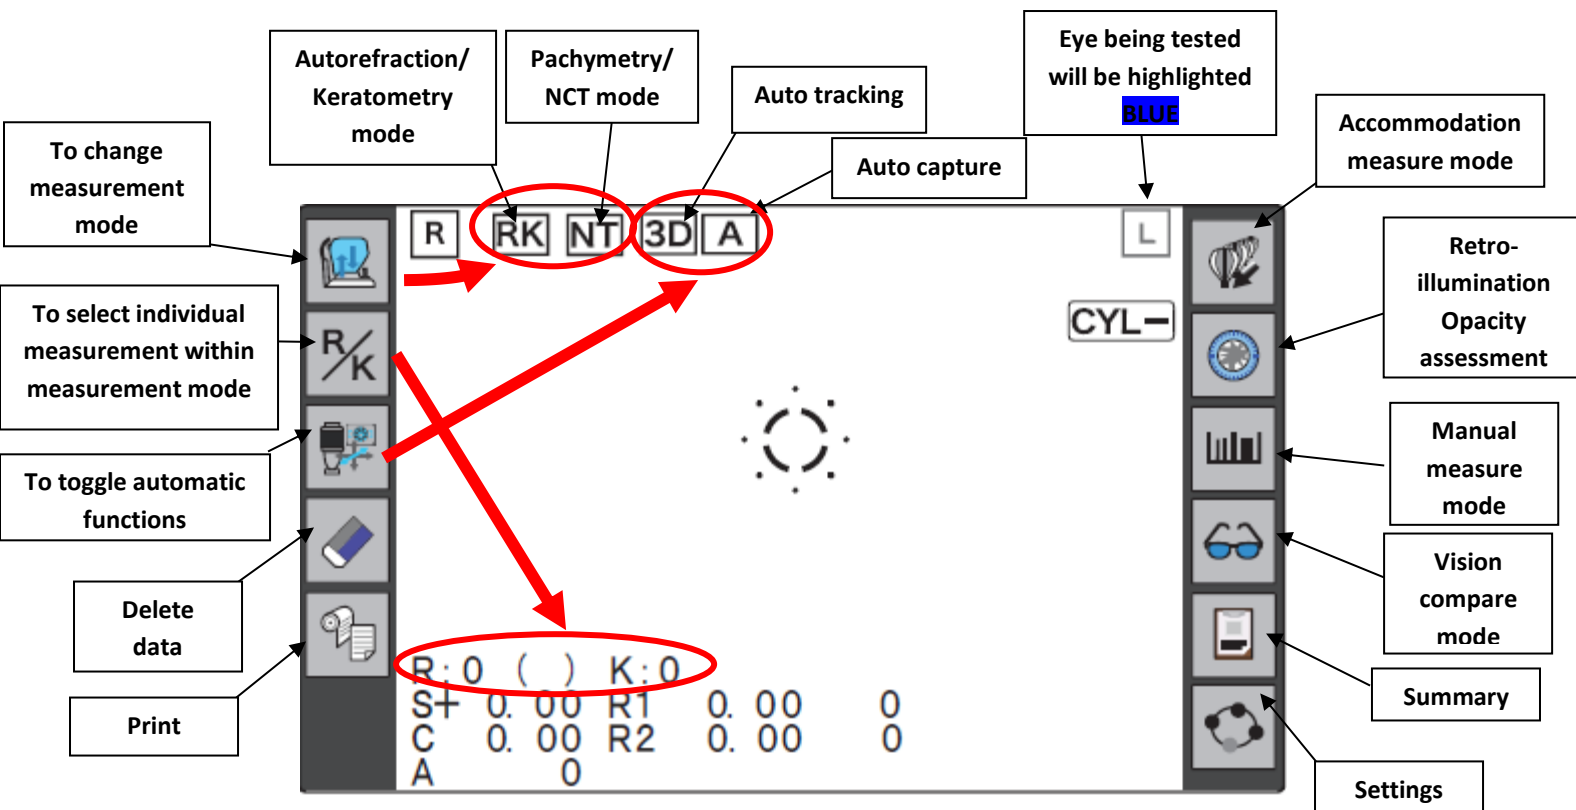 Autorefraction/
Keratometry
mode
Pachymetry/
NCT mode
Auto tracking
Auto capture
Eye being tested
will be highlighted
BLUE
Accommodation
measure mode
To change
measurement
mode
To select individual
measurement within
measurement mode
To toggle automatic
functions
Delete
data
Print
R RK NT 3D A L
CYL−
R/K
R:0 ( ) K:0
S+ 0.00 R1 0.00 0
C 0.00 R2 0.00 0
A 0
Retro-
illumination
Opacity
assessment
Manual
measure
mode
Vision
compare
mode
Summary
Settings